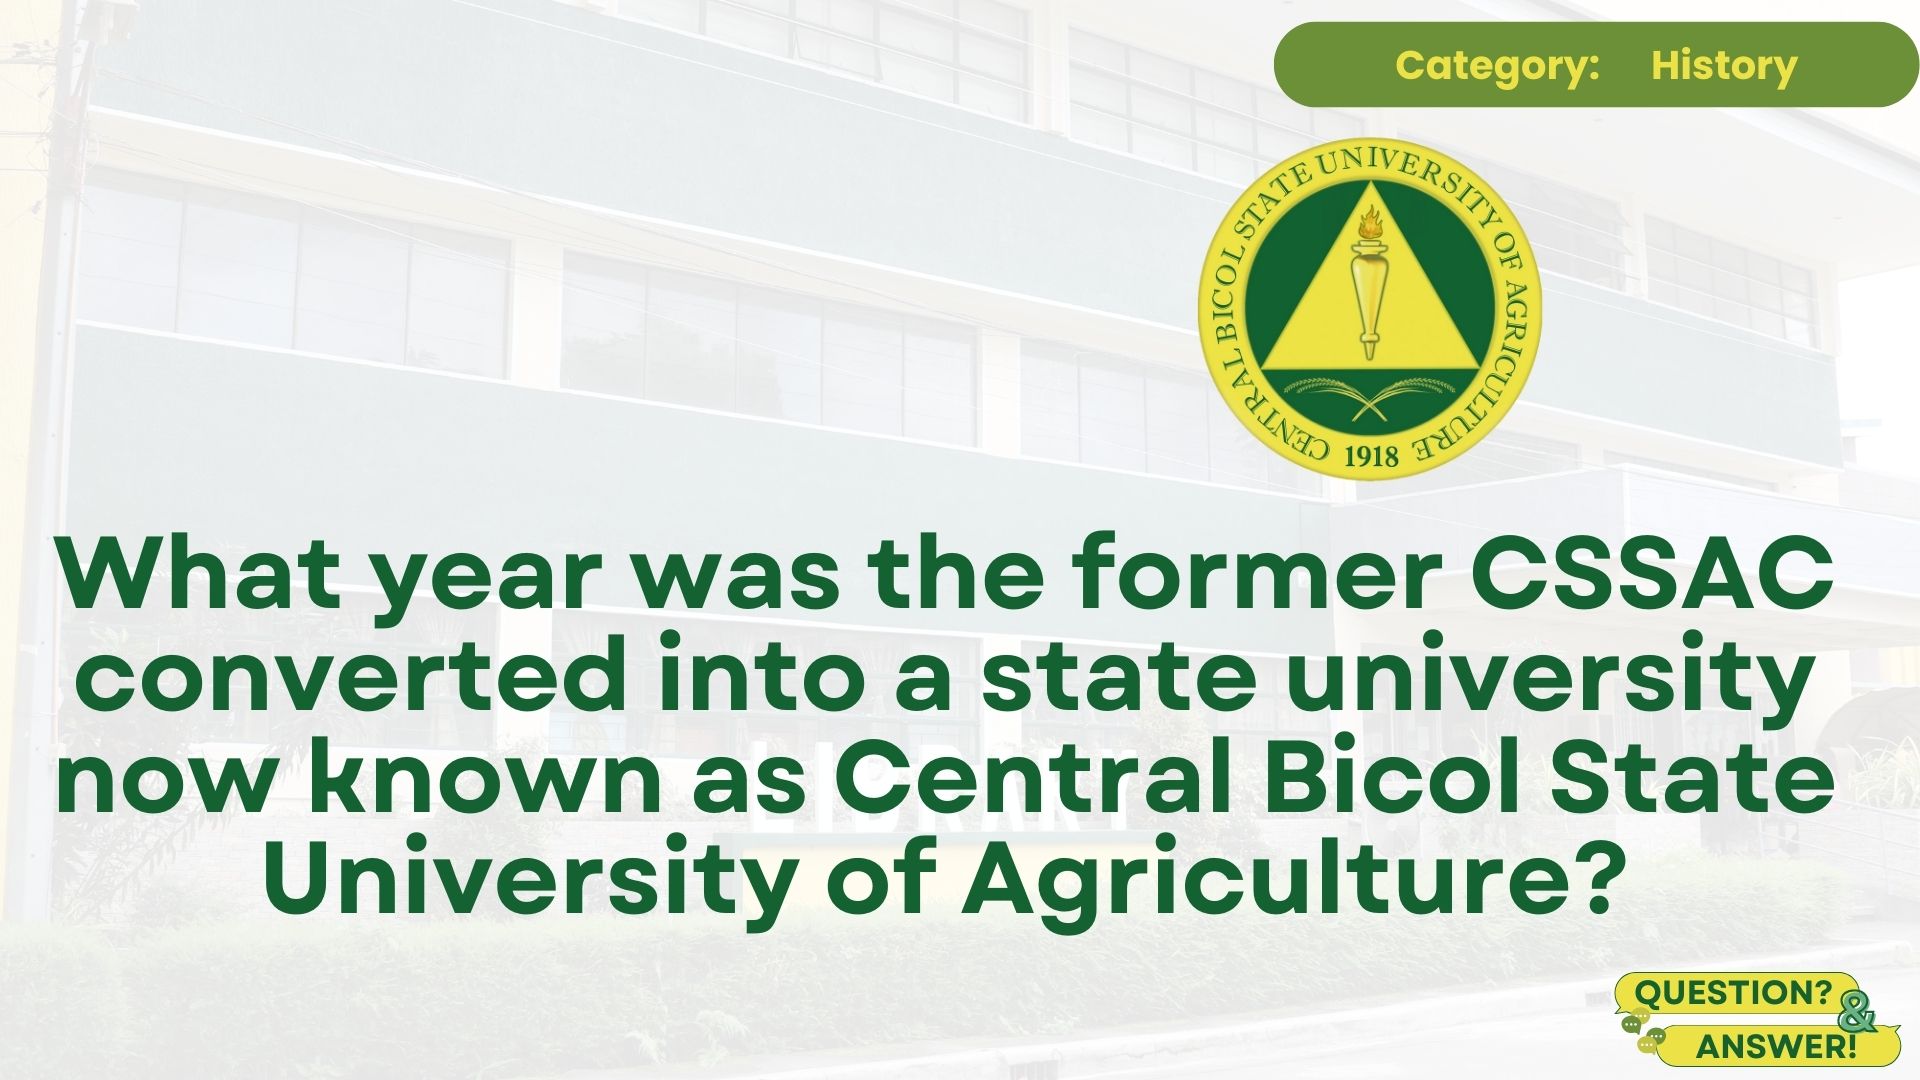 Category: History
CENTRAL BICOL STATE UNIVERSITY OF AGRICULTURE
1918
What year was the former CSSAC
converted into a state university
now known as Central Bicol State
University of Agriculture?
LIBRARY
QUESTION?
&
ANSWER!